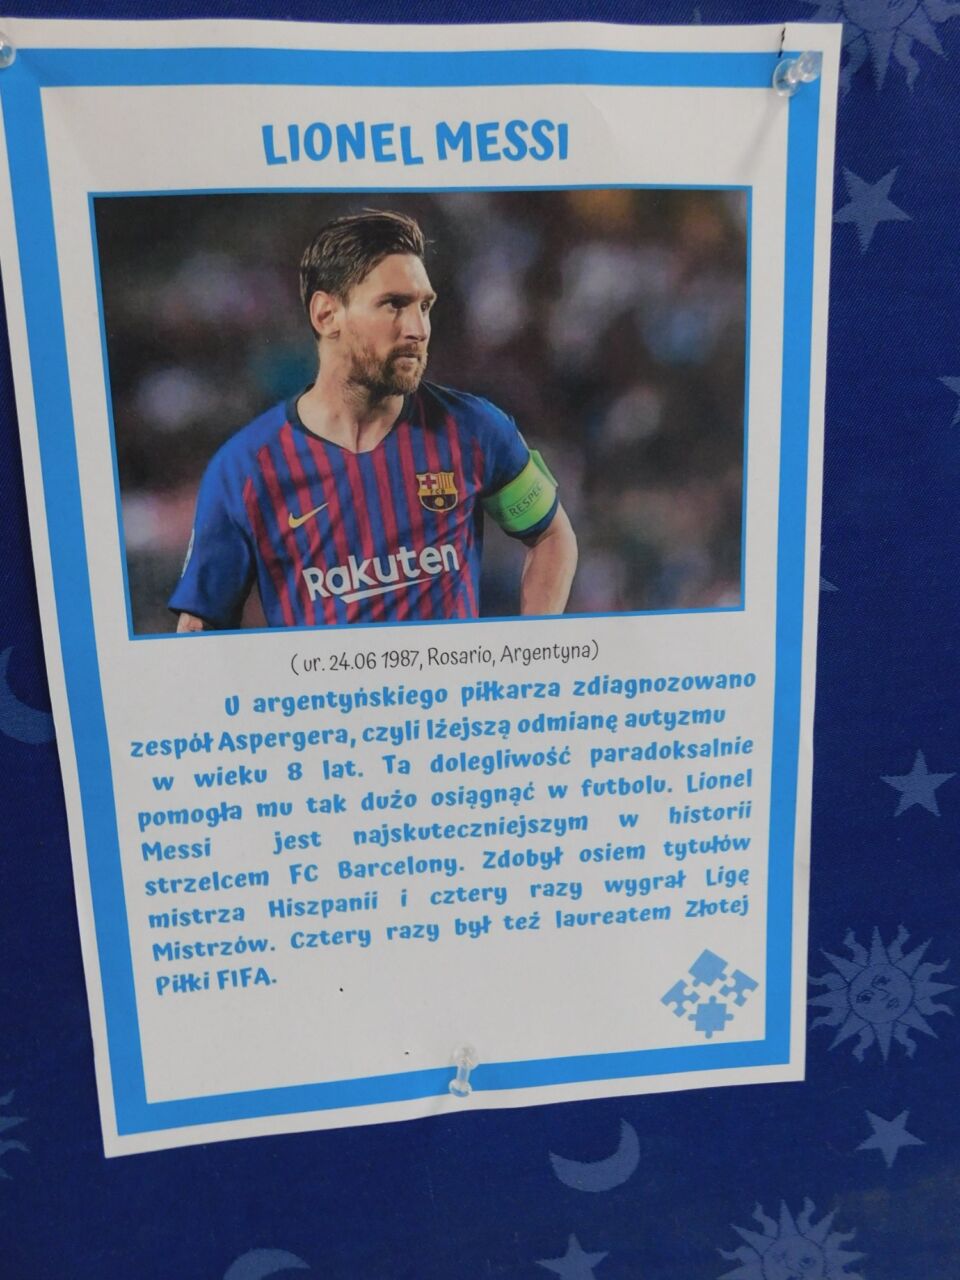 LIONEL MESSI
RESPECT
FCB
Rakuten
( ur. 24.06 1987, Rosario, Argentyna)
U argentyńskiego piłkarza zdiagnozowano
zespół Aspergera, czyli lżejszą odmianę autyzmu
w wieku 8 lat. Ta dolegliwość paradoksalnie
pomogła mu tak dużo osiągnąć w futbolu. Lionel
Messi jest najskuteczniejszym w historii
strzelcem FC Barcelony. Zdobył osiem tytułów
mistrza Hiszpanii i cztery razy wygrał Ligę
Mistrzów. Cztery razy był też laureatem Złotej
Piłki FIFA.